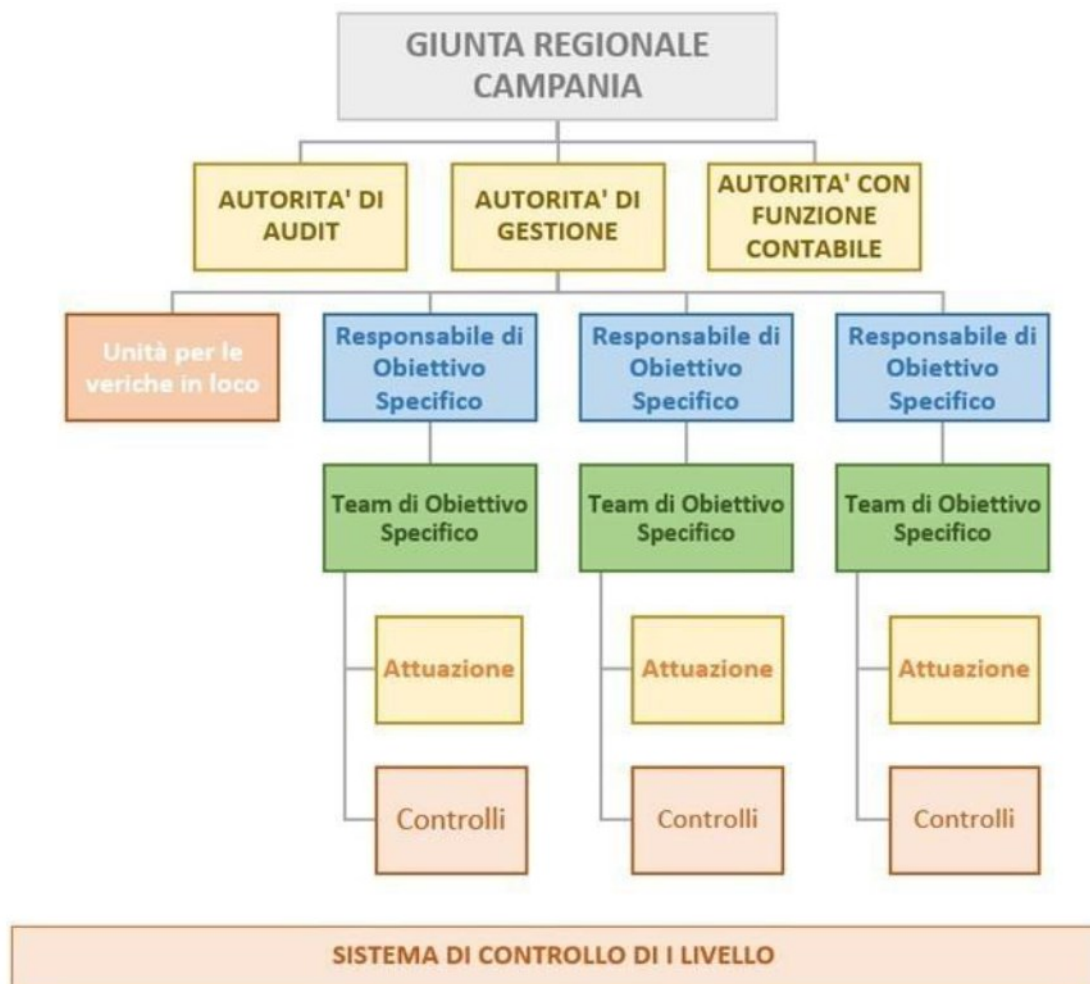 GIUNTA REGIONALE
CAMPANIA
AUTORITA' DI
AUDIT
AUTORITA' DI
GESTIONE
AUTORITA' CON
FUNZIONE
CONTABILE
Unità per le
veriche in loco
Responsabile di
Obiettivo
Specifico
Responsabile di
Obiettivo
Specifico
Responsabile di
Obiettivo
Specifico
Team di Obiettivo
Specifico
Team di Obiettivo
Specifico
Team di Obiettivo
Specifico
Attuazione
Attuazione
Attuazione
Controlli
Controlli
Controlli
SISTEMA DI CONTROLLO DI I LIVELLO